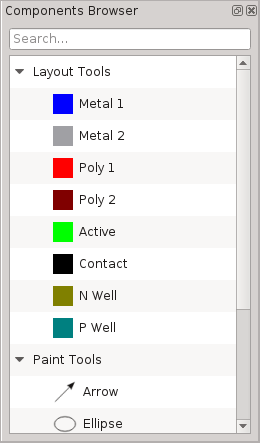 Components Browser
Search...
Layout Tools
Metal 1
Metal 2
Poly 1
Poly 2
Active
Contact
N Well
P Well
Paint Tools
Arrow
Ellipse